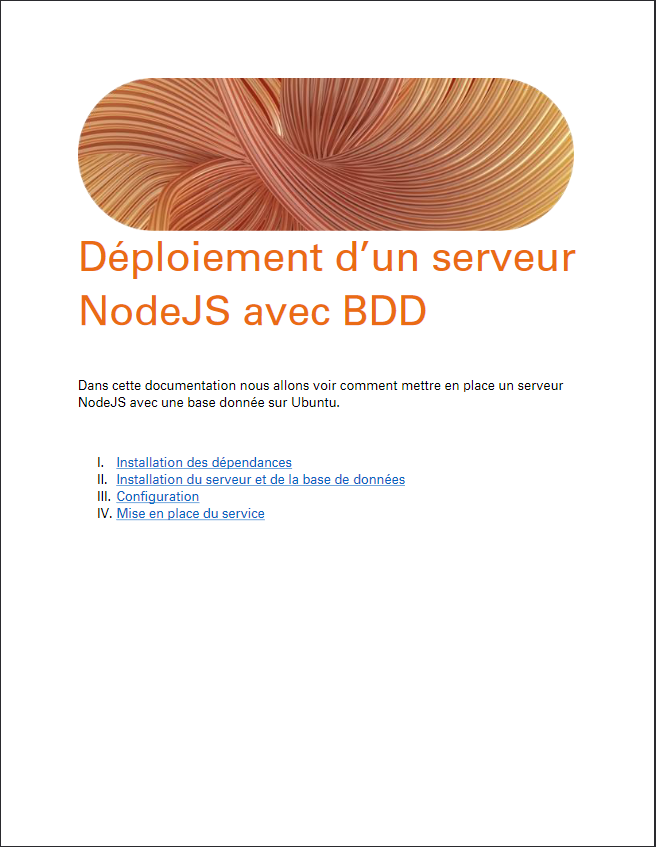 Déploiement d’un serveur
NodeJS avec BDD
Dans cette documentation nous allons voir comment mettre en place un serveur
NodeJS avec une base donnée sur Ubuntu.
I. Installation des dépendances
II. Installation du serveur et de la base de données
III. Configuration
IV. Mise en place du service